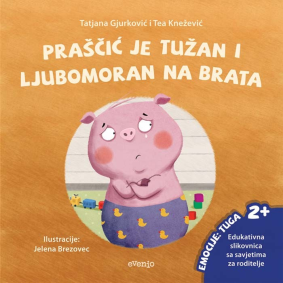 Tatjana Gjurković i Tea Knežević
PRAŠČIĆ JE TUŽAN I
LJUBOMORAN NA BRATA
Ilustracije:
Jelena Brezovec
evenio
EMOCIJE: TUGA
2+
Edukativna
slikovnica
sa savjetima
za roditelje